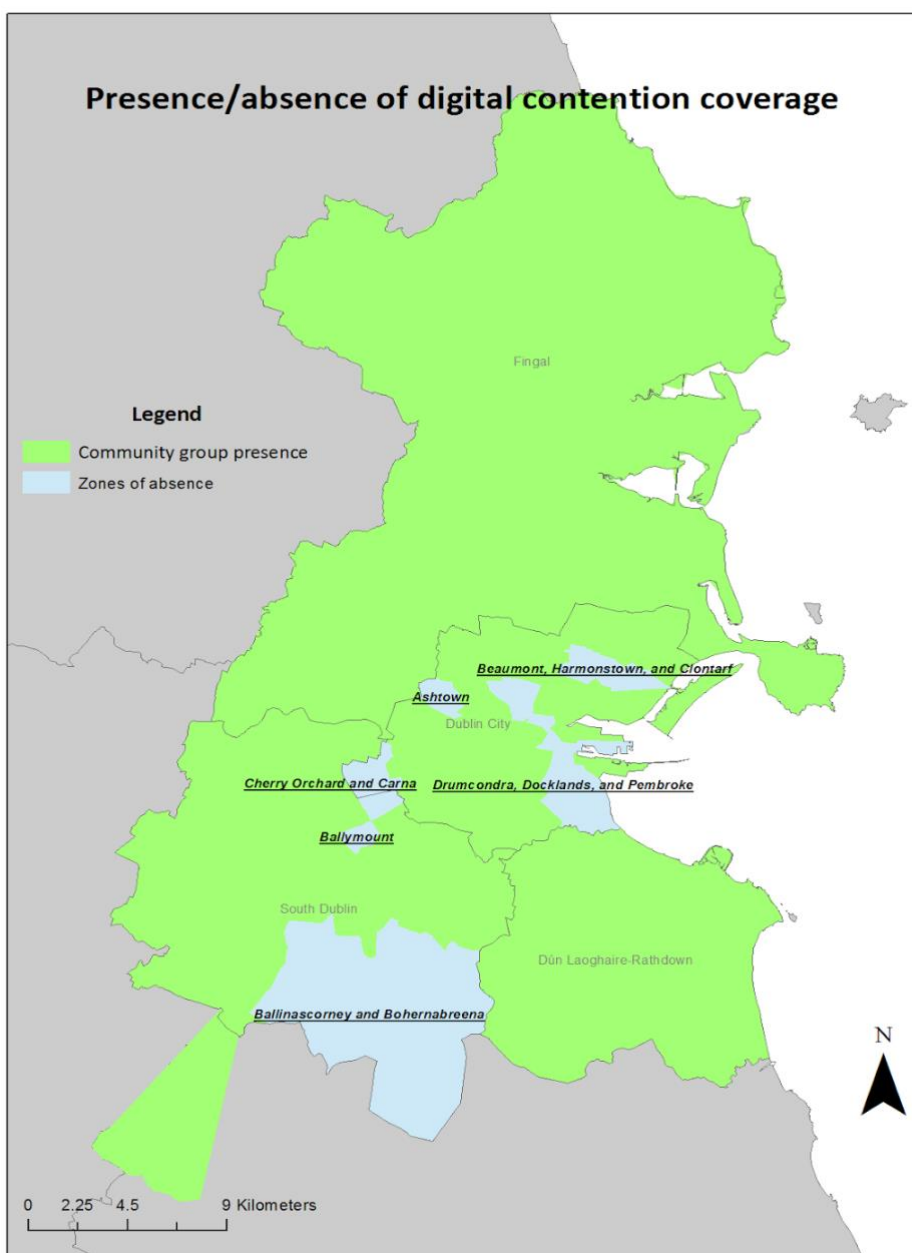 Presence/absence of digital contention coverage
Fingal
Legend
Community group presence
Zones of absence
Beaumont, Harmonstown, and Clontarf
Ashtown
Dublin City
Cherry Orchard and Carna
Drumcondra, Docklands, and Pembroke
Ballymount
South Dublin
Dún Laoghaire-Rathdown
Ballinascorney and Bohernabreena
N
0 2.25 4.5 9 Kilometers